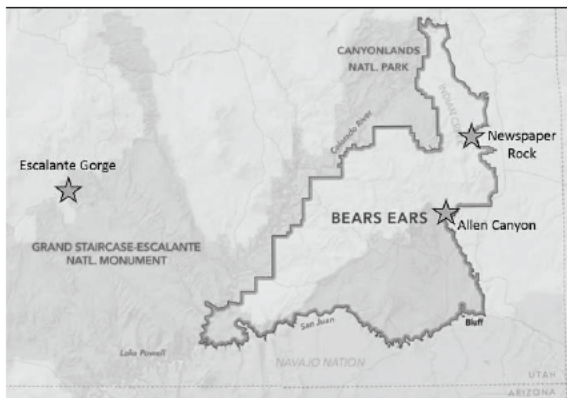 CANYONLANDS
NATL. PARK
INDIAN
Colorado River
Newspaper
Rock
Escalante Gorge
BEARS EARS
Allen Canyon
GRAND STAIRCASE-ESCALANTE
NATL. MONUMENT
San Juan
Bluff
Lake Powell
NAVAJO NATION
UTAH
ARIZONA